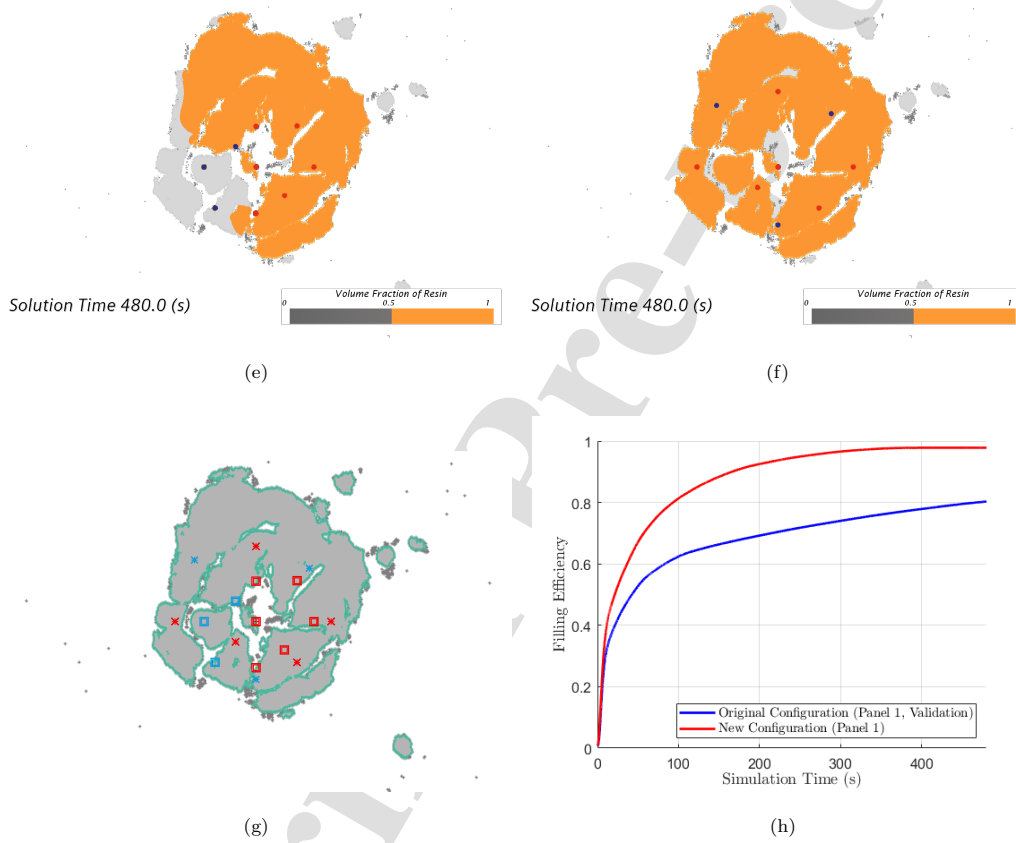 Solution Time 480.0 (s)
Volume Fraction of Resin
0 0.5 1
Solution Time 480.0 (s)
Volume Fraction of Resin
0 0.5 1
(e)
(f)
(g)
Filling Efficiency
1
0.8
0.6
0.4
0.2
0
0 100 200 300 400
Simulation Time (s)
Original Configuration (Panel 1, Validation)
New Configuration (Panel 1)
(h)